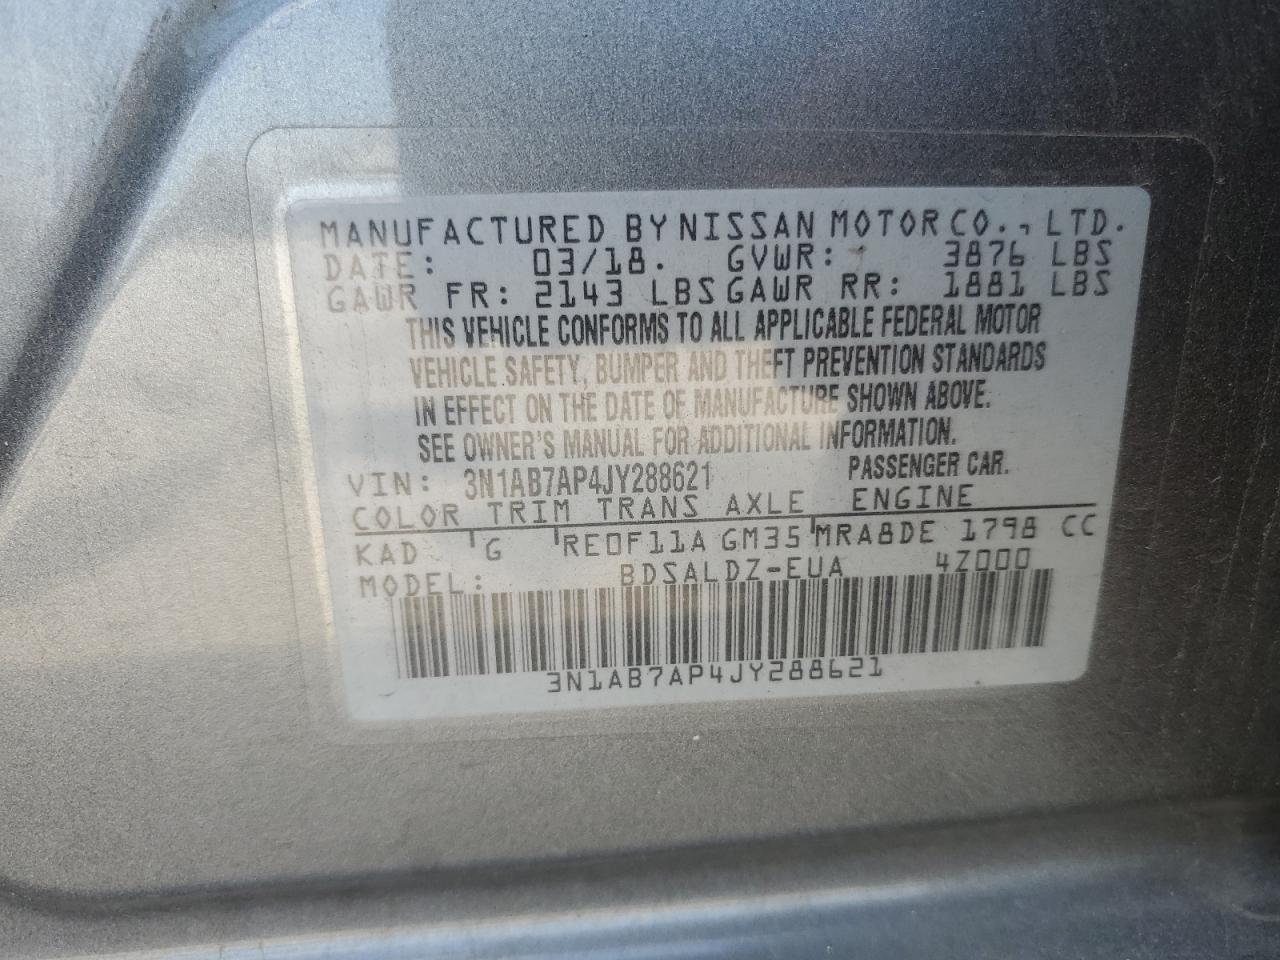 MANUFACTURED BY NISSAN MOTOR CO., LTD.
DATE: 03/18. GVWR: 3876 LBS
GAWR FR: 2143 LBS GAWR RR: 1881 LBS
THIS VEHICLE CONFORMS TO ALL APPLICABLE FEDERAL MOTOR
VEHICLE SAFETY, BUMPER AND THEFT PREVENTION STANDARDS
IN EFFECT ON THE DATE OF MANUFACTURE SHOWN ABOVE.
SEE OWNER'S MANUAL FOR ADDITIONAL INFORMATION.
VIN: 3N1AB7AP4JY288621 PASSENGER CAR.
COLOR TRIM TRANS AXLE ENGINE
KAD G RE0F11A GM35 MRA8DE 1798 CC
MODEL: BDSALDZ-EUA 4Z000
3N1AB7AP4JY288621